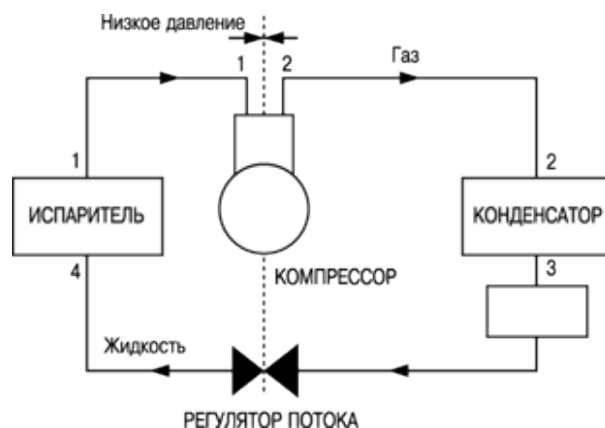 Низкое давление
1 2 Газ
1 2
ИСПАРИТЕЛЬ КОНДЕНСАТОР
4 КОМПРЕССОР 3
Жидкость
РЕГУЛЯТОР ПОТОКА